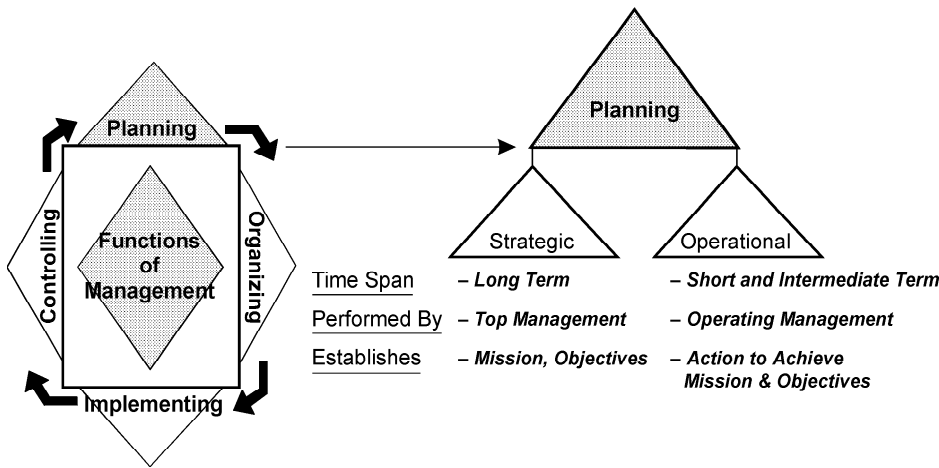 Planning
Controlling
Functions
of
Management
Organizing
Implementing
Planning
Strategic
Operational
Time Span
– Long Term
– Short and Intermediate Term
Performed By
– Top Management
– Operating Management
Establishes
– Mission, Objectives
– Action to Achieve
Mission & Objectives